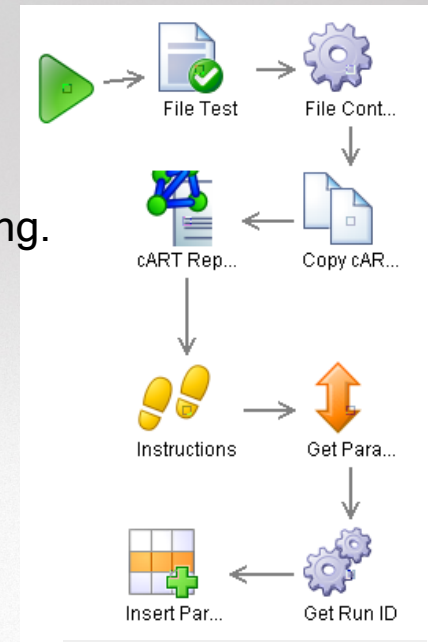 File Test
File Cont...
ng.
cART Rep...
Copy cAR...
Instructions
Get Para...
Insert Par...
Get Run ID